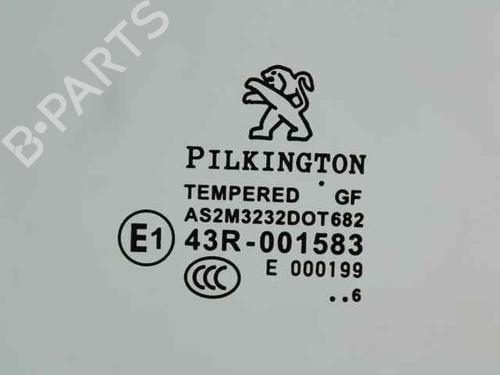 B-PARTS
PILKINGTON
TEMPERED GF
AS2M3232DOT682
E1 43R-001583
CCC E 000199
..6